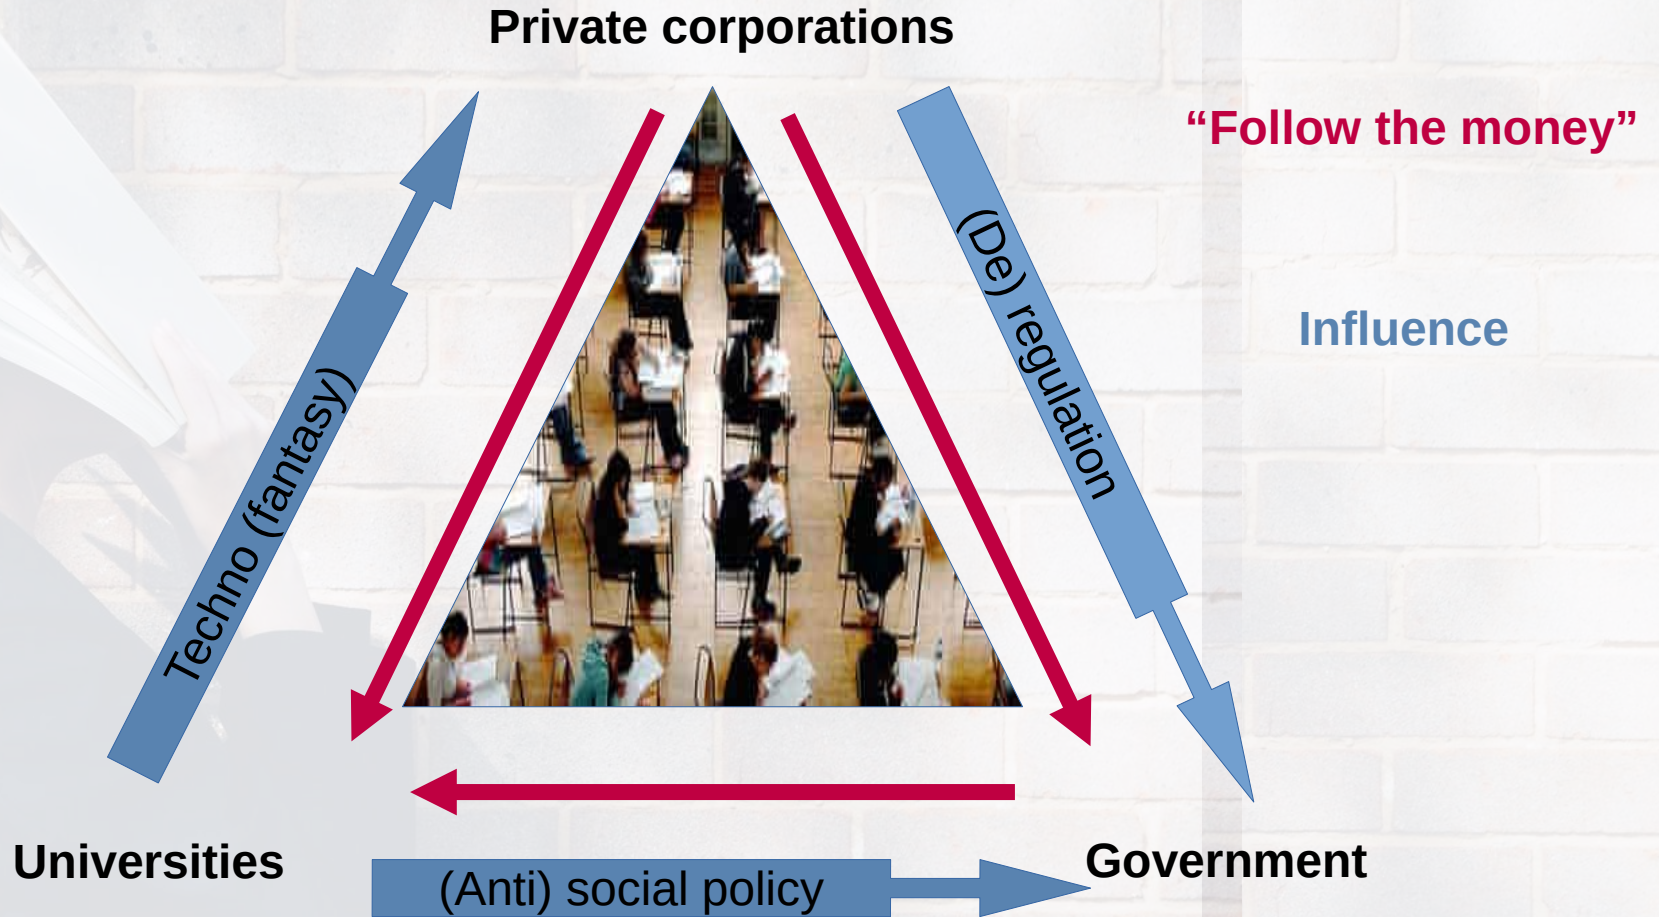 Private corporations
“Follow the money”
Influence
Techno (fantasy)
(De) regulation
Universities
Government
(Anti) social policy